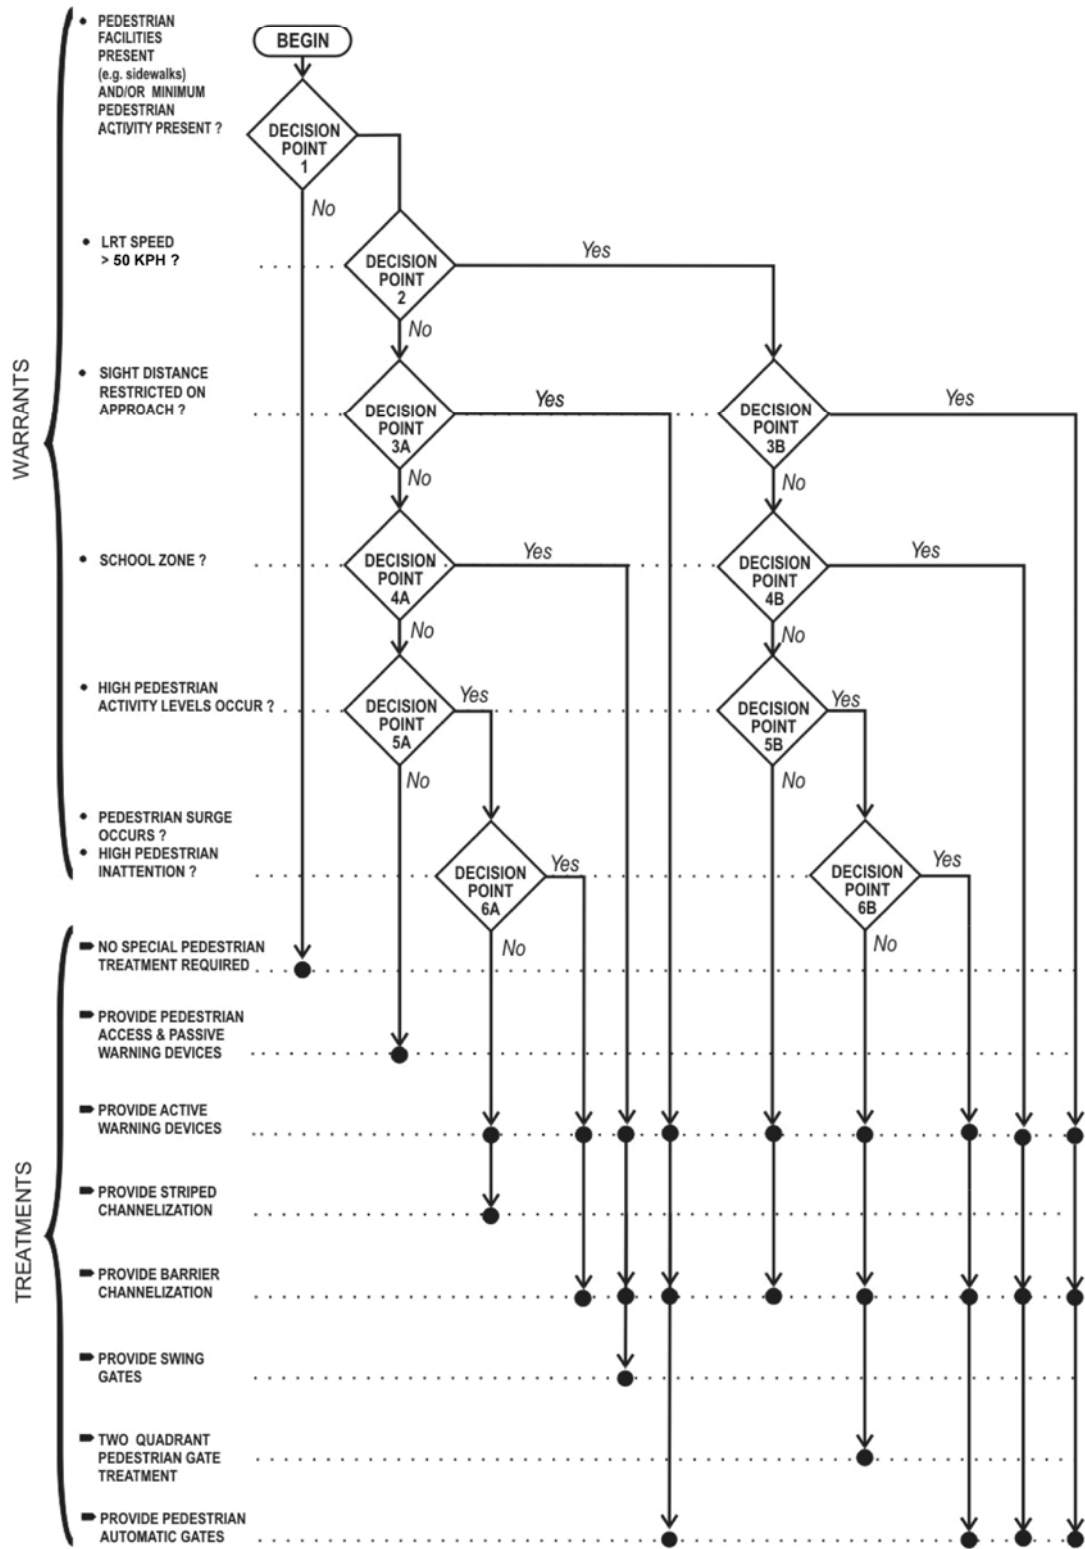 WARRANTS
TREATMENTS
• PEDESTRIAN
FACILITIES
PRESENT
(e.g. sidewalks)
AND/OR MINIMUM
PEDESTRIAN
ACTIVITY PRESENT ?
BEGIN
DECISION
POINT
1
No
• LRT SPEED
> 50 KPH ?
DECISION
POINT
2
Yes
No
• SIGHT DISTANCE
RESTRICTED ON
APPROACH ?
DECISION
POINT
3A
Yes
No
DECISION
POINT
3B
Yes
No
• SCHOOL ZONE ?
DECISION
POINT
4A
Yes
No
DECISION
POINT
4B
Yes
No
• HIGH PEDESTRIAN
ACTIVITY LEVELS OCCUR ?
DECISION
POINT
5A
Yes
No
DECISION
POINT
5B
Yes
No
• PEDESTRIAN SURGE
OCCURS ?
• HIGH PEDESTRIAN
INATTENTION ?
DECISION
POINT
6A
Yes
No
DECISION
POINT
6B
Yes
No
NO SPECIAL PEDESTRIAN
TREATMENT REQUIRED
PROVIDE PEDESTRIAN
ACCESS & PASSIVE
WARNING DEVICES
PROVIDE ACTIVE
WARNING DEVICES
PROVIDE STRIPED
CHANNELIZATION
PROVIDE BARRIER
CHANNELIZATION
PROVIDE SWING
GATES
TWO QUADRANT
PEDESTRIAN GATE
TREATMENT
PROVIDE PEDESTRIAN
AUTOMATIC GATES